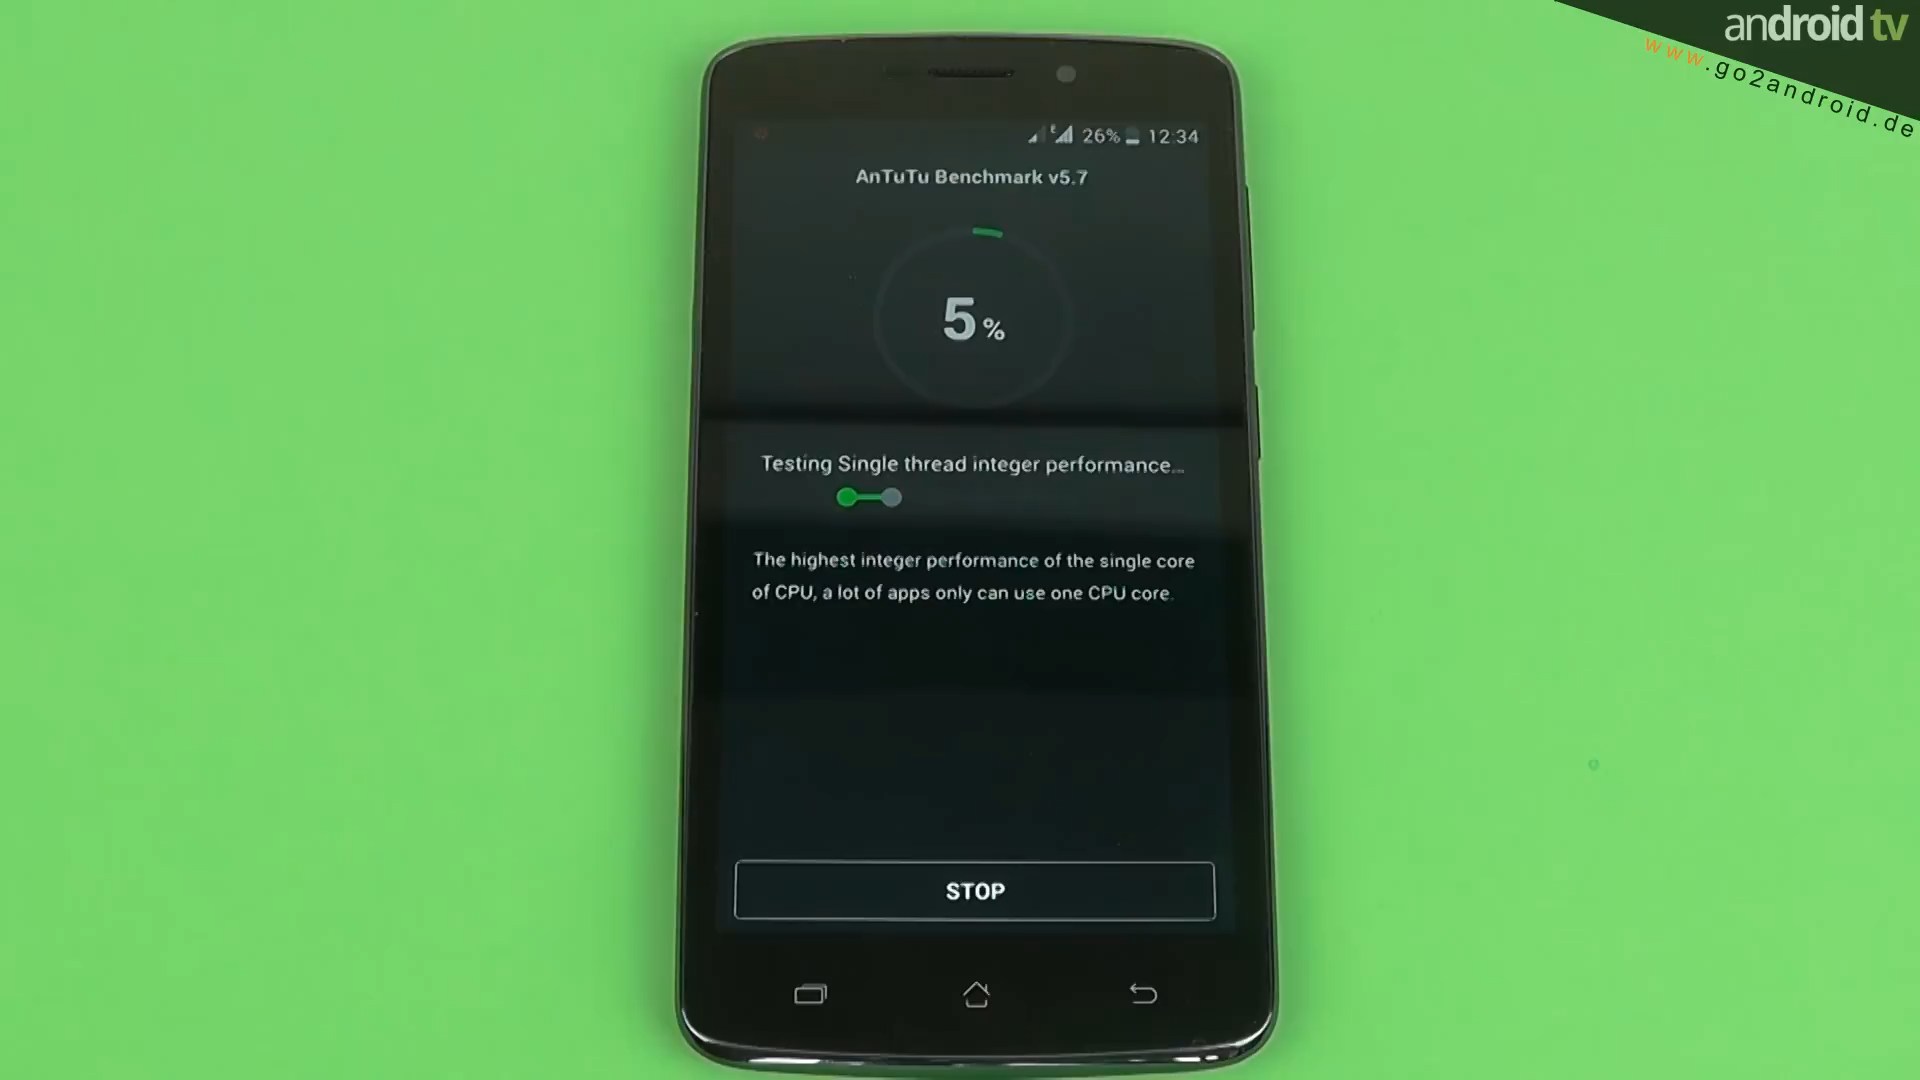 android tv
www.go2android.de
E 26% 12:34
AnTuTu Benchmark v5.7
5%
Testing Single thread integer performance...
The highest integer performance of the single core
of CPU, a lot of apps only can use one CPU core.
STOP